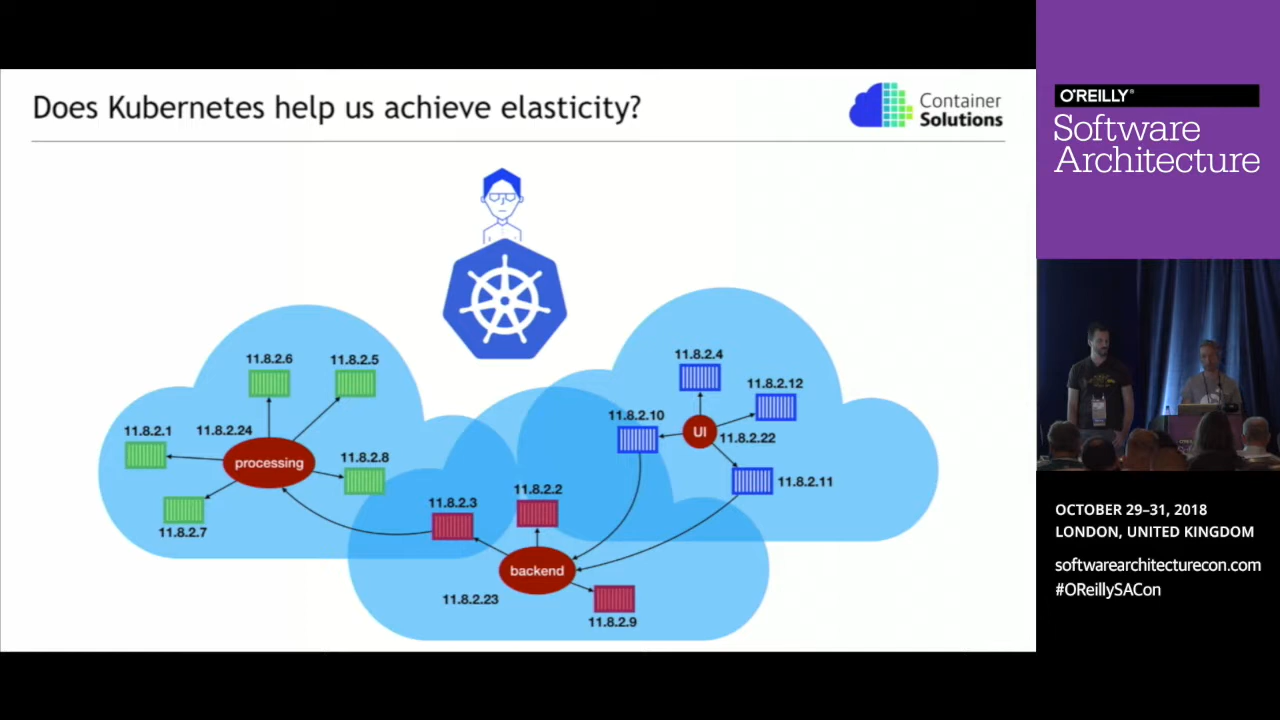 Does Kubernetes help us achieve elasticity?
Container
Solutions
11.8.2.6
11.8.2.5
11.8.2.1
11.8.2.24
processing
11.8.2.8
11.8.2.7
11.8.2.3
11.8.2.2
backend
11.8.2.23
11.8.2.9
11.8.2.4
11.8.2.12
11.8.2.10
UI
11.8.2.22
11.8.2.11
O'REILLY®
Software
Architecture
OCTOBER 29–31, 2018
LONDON, UNITED KINGDOM
softwarearchitecturecon.com
#OReillySACon